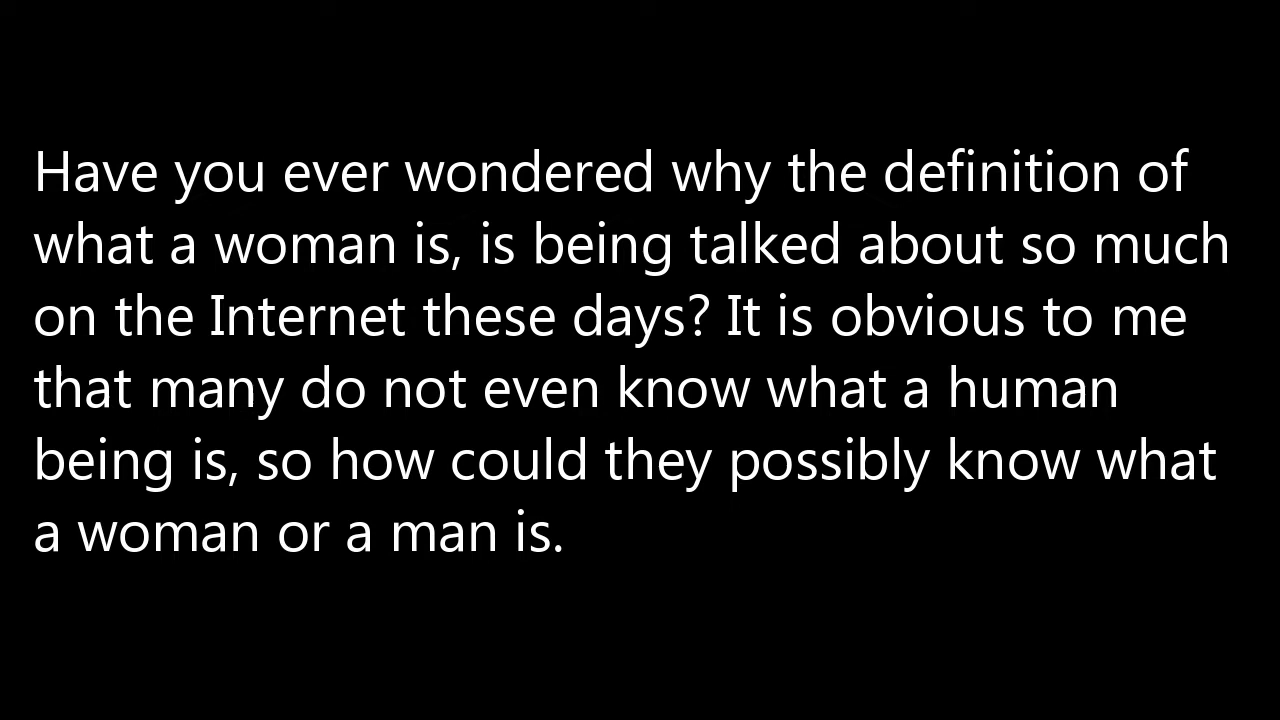 Have you ever wondered why the definition of
what a woman is, is being talked about so much
on the Internet these days? It is obvious to me
that many do not even know what a human
being is, so how could they possibly know what
a woman or a man is.